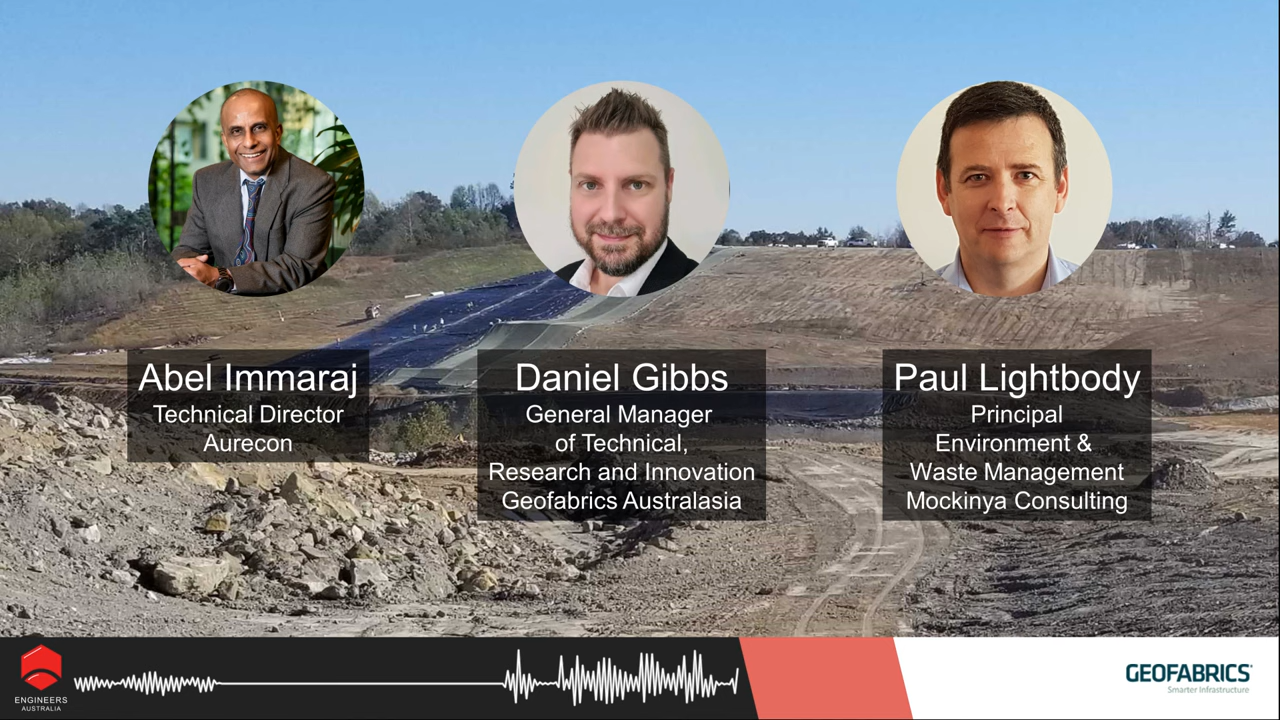 Abel Immaraj
Technical Director
Aurecon
Daniel Gibbs
General Manager
of Technical,
Research and Innovation
Geofabrics Australasia
Paul Lightbody
Principal
Environment &
Waste Management
Mockinya Consulting
ENGINEERS
AUSTRALIA
GEOFABRICS
Smarter Infrastructure